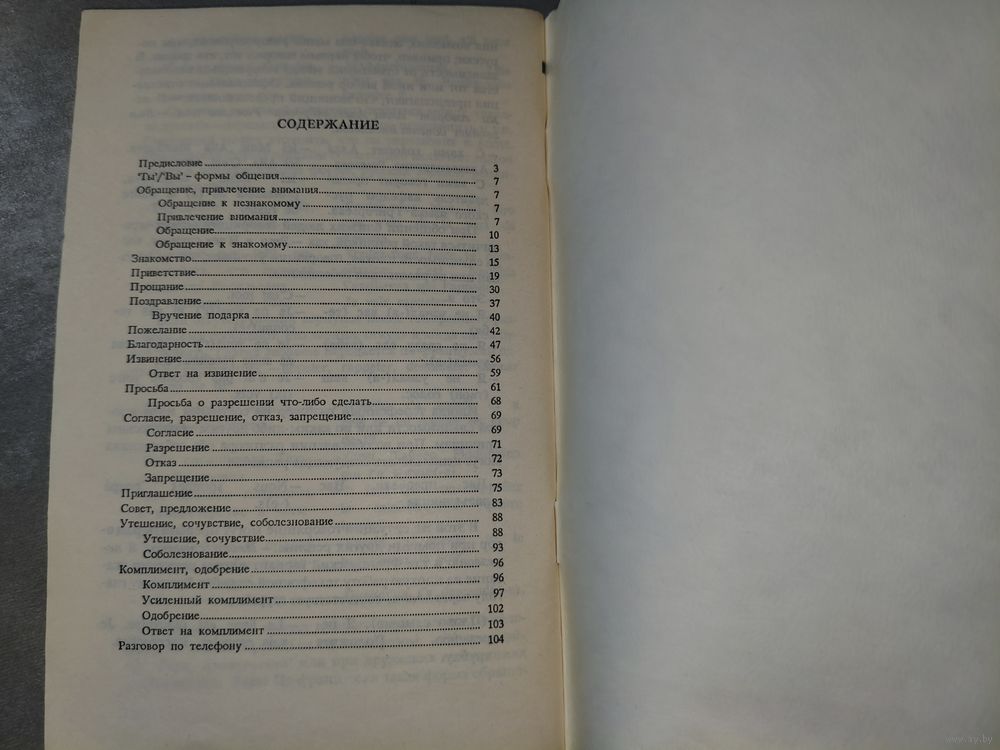 СОДЕРЖАНИЕ
Предисловие 3
'Ты'/'Вы' – формы общения 7
Обращение, привлечение внимания 7
Обращение к незнакомому 7
Привлечение внимания 7
Обращение 10
Обращение к знакомому 13
Знакомство 15
Приветствие 19
Прощание 30
Поздравление 37
Вручение подарка 40
Пожелание 42
Благодарность 47
Извинение 56
Ответ на извинение 59
Просьба 61
Просьба о разрешении что-либо сделать 68
Согласие, разрешение, отказ, запрещение 69
Согласие 69
Разрешение 71
Отказ 72
Запрещение 73
Приглашение 75
Совет, предложение 83
Утешение, сочувствие, соболезнование 88
Утешение, сочувствие 88
Соболезнование 93
Комплимент, одобрение 96
Комплимент 96
Усиленный комплимент 97
Одобрение 102
Ответ на комплимент 103
Разговор по телефону 104
www.ay.by